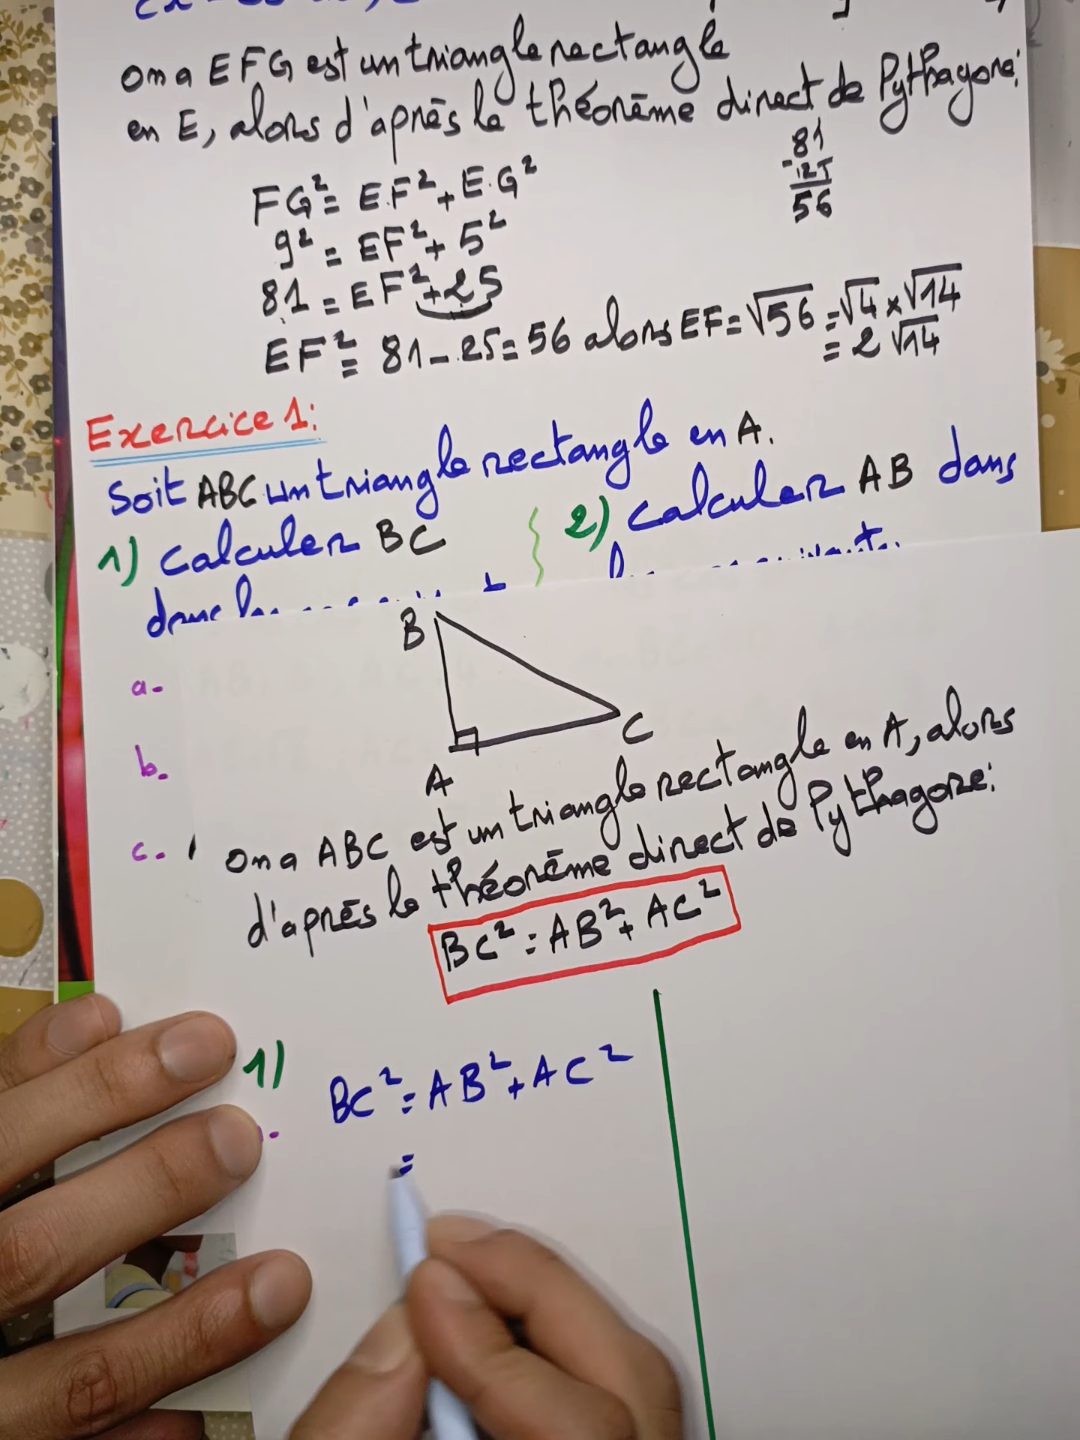 on a EFG est un triangle rectangle
en E, alors d'après le théorème direct de Pythagore:
FG² = EF² + EG²
9² = EF² + 5²
81 = EF² + 25
EF² = 81 - 25 = 56 alors EF = √56 = √4 × √14
= 2√14
81
- 25
56
Exercice 1:
Soit ABC un triangle rectangle en A.
1) Calculer BC
2) Calculer AB dans
dans
a-
b-
c-
B
A
C
on a ABC est un triangle rectangle en A, alors
d'après le théorème direct de Pythagore:
BC² = AB² + AC²
1)
BC² = AB² + AC²
=